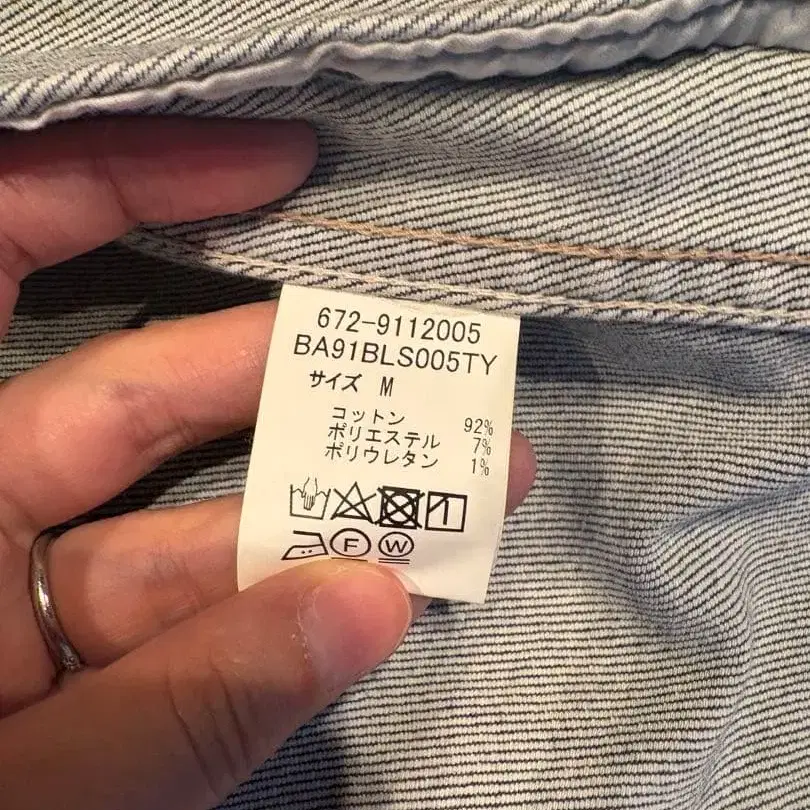 672-9112005
BA91BLS005TY
サイズ M
コットン 92%
ポリエステル 7%
ポリウレタン 1%
F W